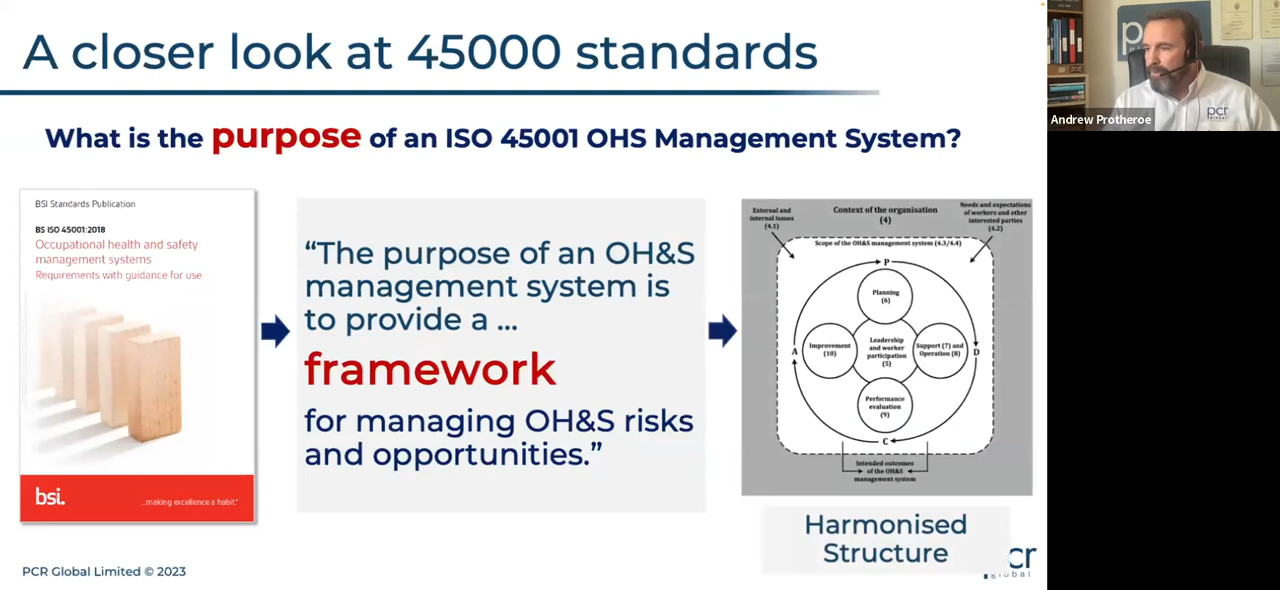 A closer look at 45000 standards
What is the purpose of an ISO 45001 OHS Management System?
BSI Standards Publication
BS ISO 45001:2018
Occupational health and safety
management systems
Requirements with guidance for use
bsi.
...making excellence a habit."
“The purpose of an OH&S
management system is
to provide a ...
framework
for managing OH&S risks
and opportunities.”
External and
internal issues
(4.1)
Context of the organisation
(4)
Needs and expectations
of workers and other
interested parties
(4.2)
Scope of the OH&S management system (4.3/4.4)
P
Planning
(6)
A
Improvement
(10)
Leadership
and worker
participation
(5)
Support (7) and
Operation (8)
D
Performance
evaluation
(9)
C
Intended outcomes
of the OH&S
management system
Harmonised
Structure
PCR Global Limited © 2023
cr
global
Andrew Protheroe
pcr
global